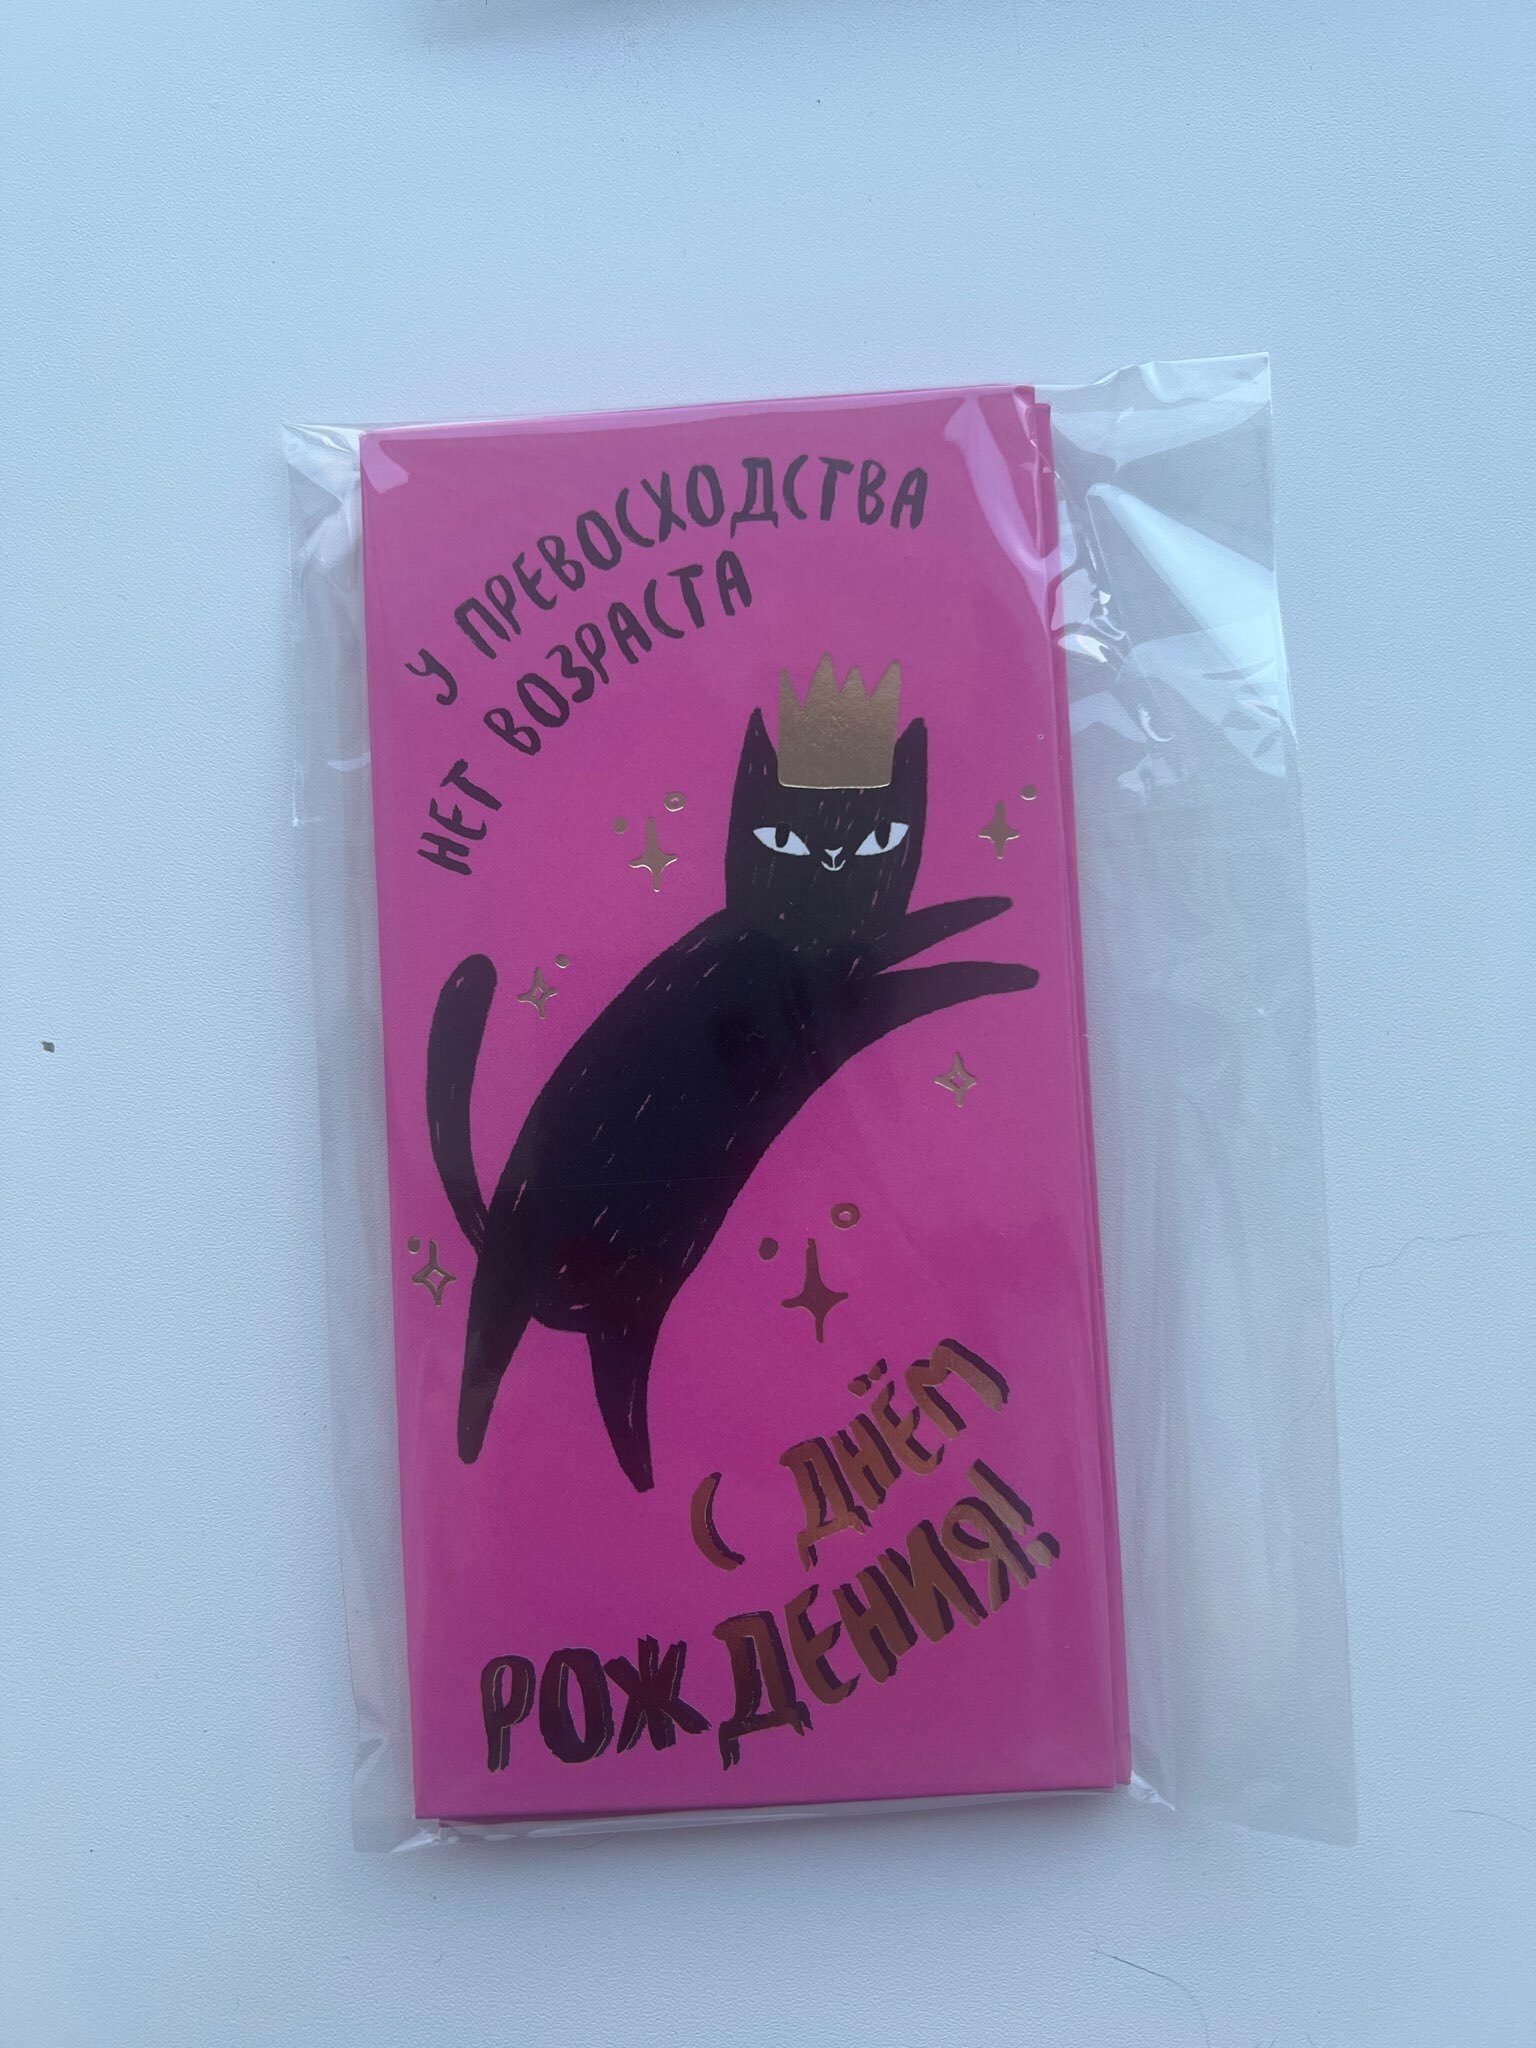 У ПРЕВОСХОДСТВА
НЕТ ВОЗРАСТА
С ДНЁМ
РОЖДЕНИЯ!